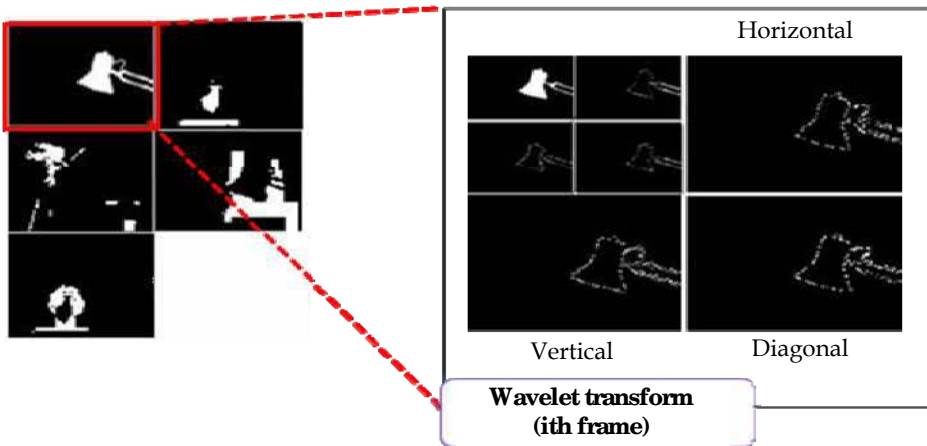 Horizontal
Vertical
Diagonal
Wavelet transform
(ith frame)